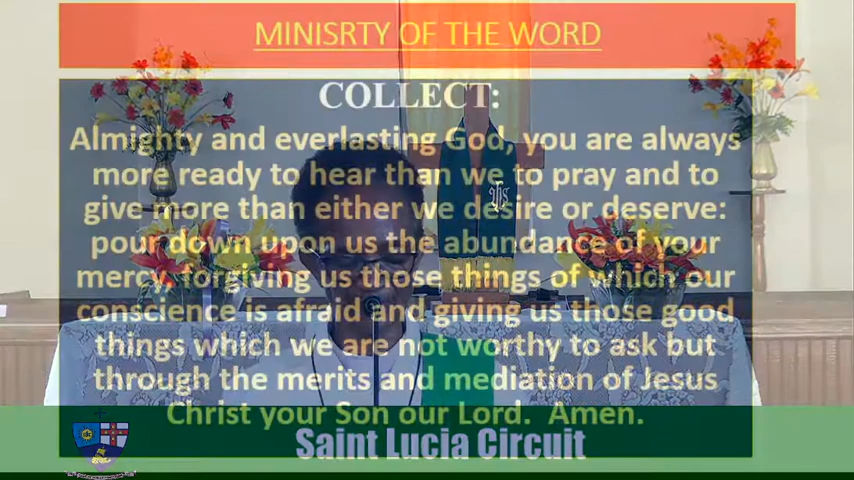 MINISRTY OF THE WORD
COLLECT:
Almighty and everlasting God, you are always
more ready to hear than we to pray and to
give more than either we desire or deserve:
pour down upon us the abundance of your
mercy, forgiving us those things of which our
conscience is afraid and giving us those good
things which we are not worthy to ask but
through the merits and mediation of Jesus
Christ your Son our Lord. Amen.
Saint Lucia Circuit